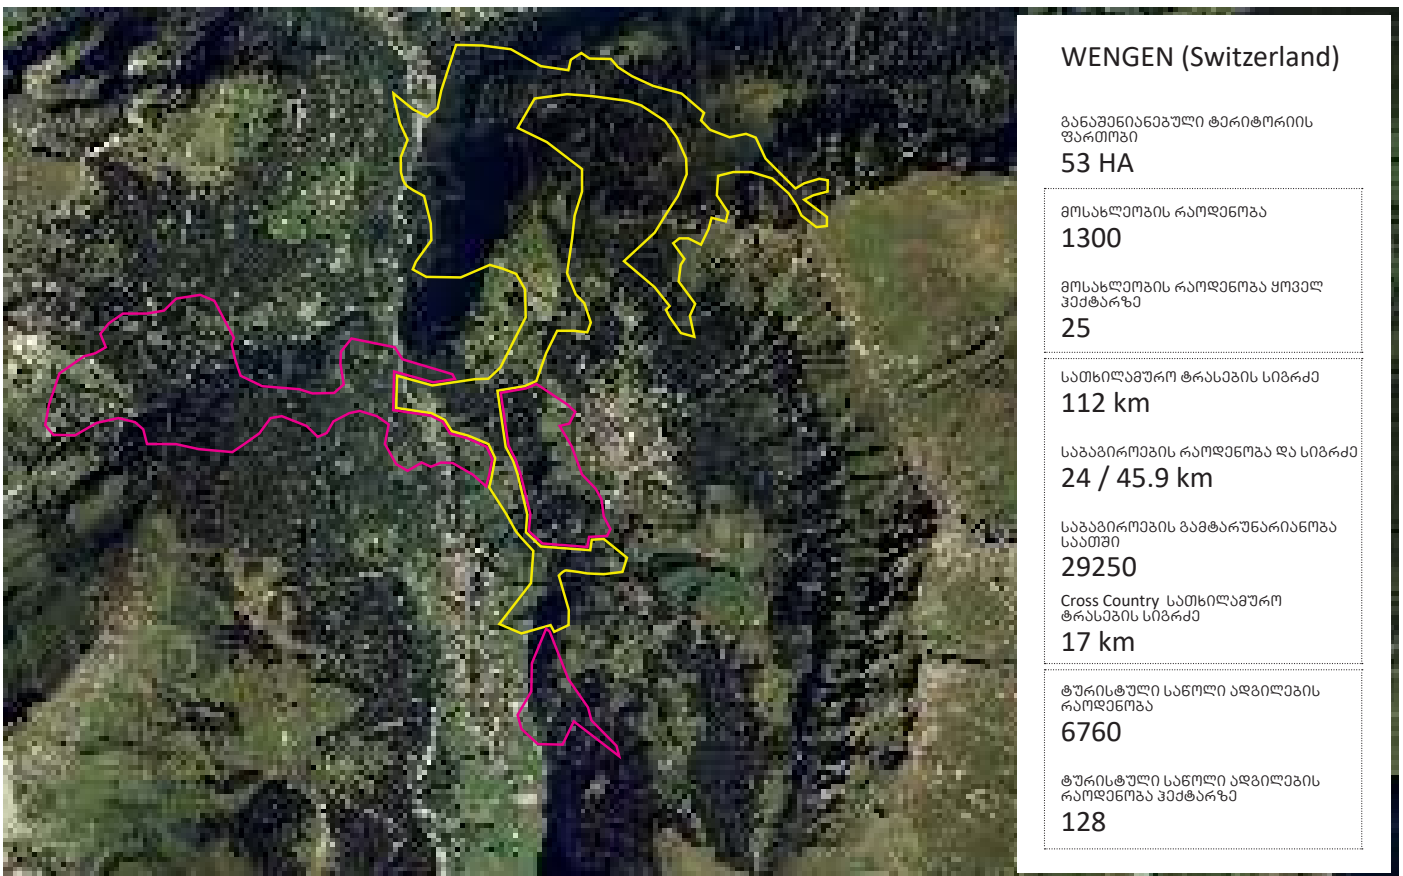 WENGEN (Switzerland)
განაშენიანებული ტერიტორიის
ფართობი
53 HA
მოსახლეობის რაოდენობა
1300
მოსახლეობის რაოდენობა ყოველ
ჰექტარზე
25
სათხილამურო ტრასების სიგრძე
112 km
საბაგიროების რაოდენობა და სიგრძე
24 / 45.9 km
საბაგიროების გამტარუნარიანობა
საათში
29250
Cross Country სათხილამურო
ტრასების სიგრძე
17 km
ტურისტული საწოლი ადგილების
რაოდენობა
6760
ტურისტული საწოლი ადგილების
რაოდენობა ჰექტარზე
128